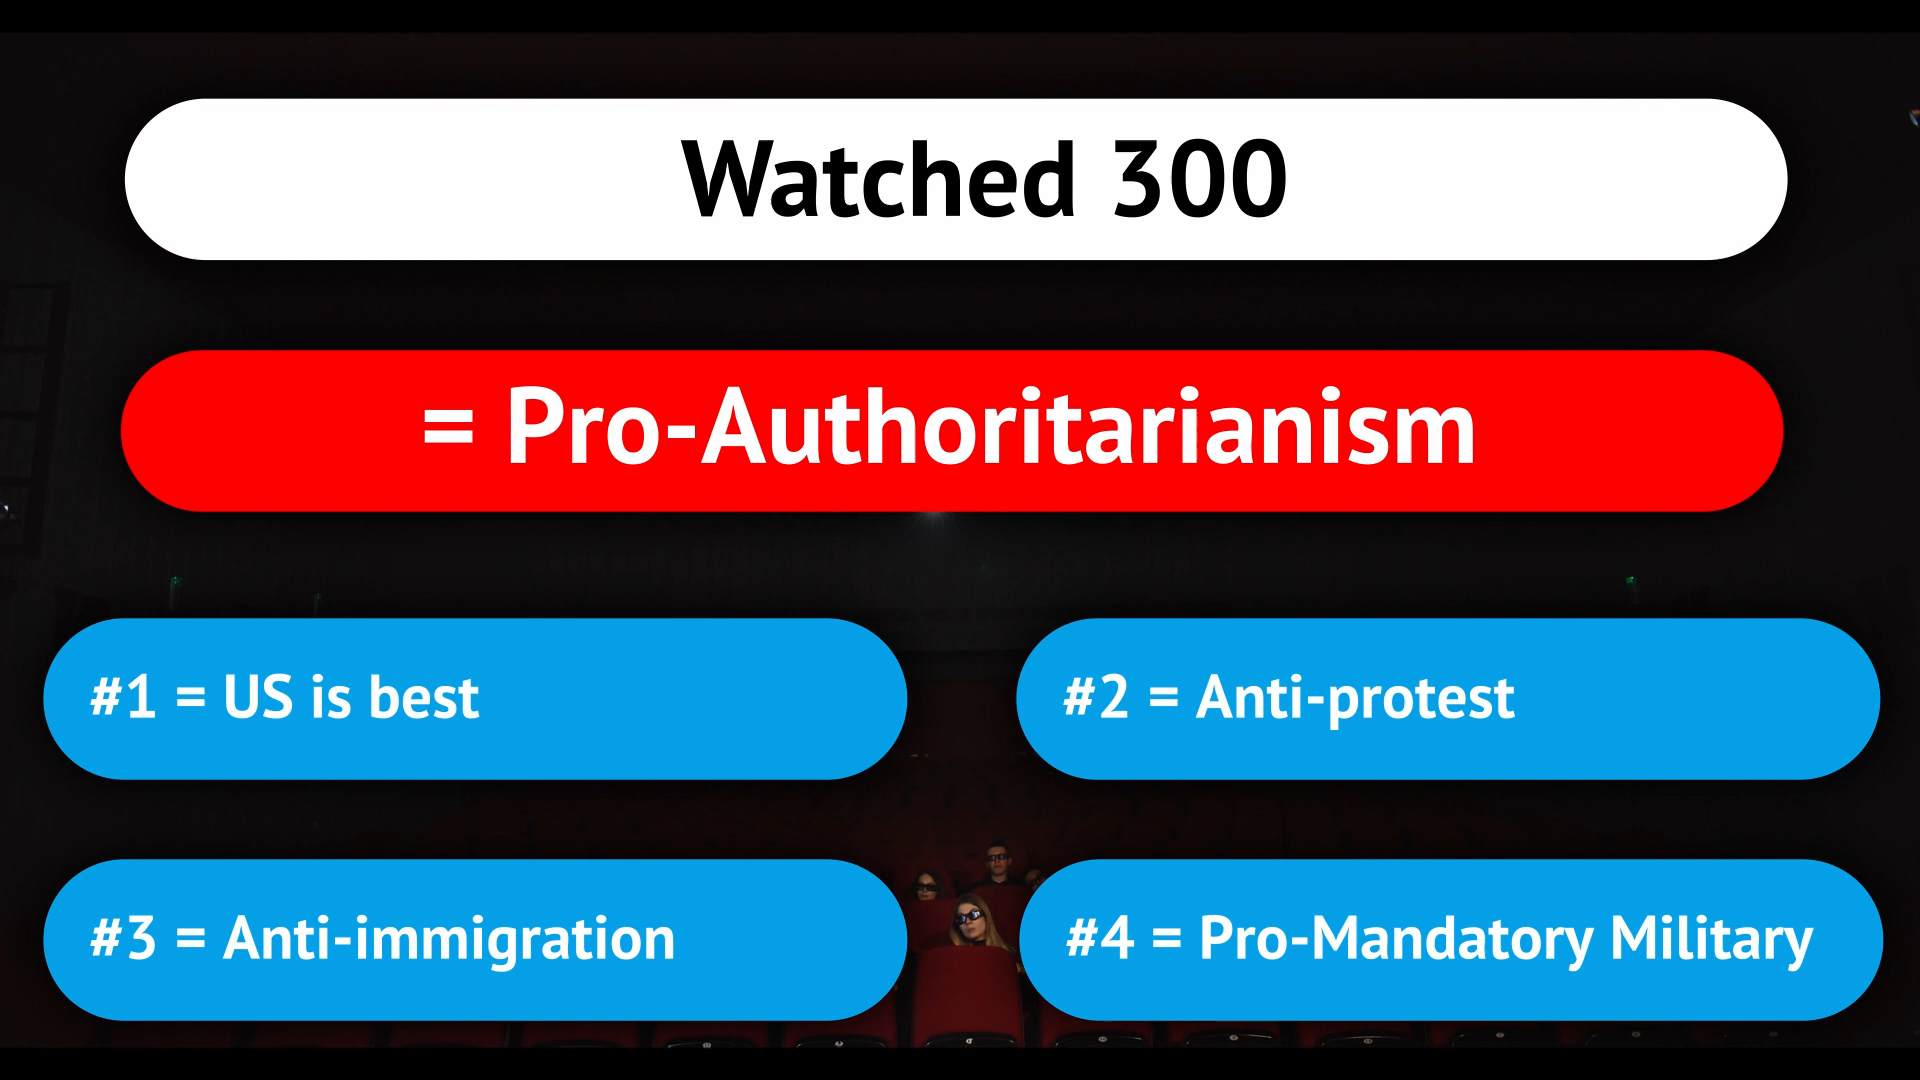 Watched 300
= Pro-Authoritarianism
#1 = US is best
#2 = Anti-protest
#3 = Anti-immigration
#4 = Pro-Mandatory Military